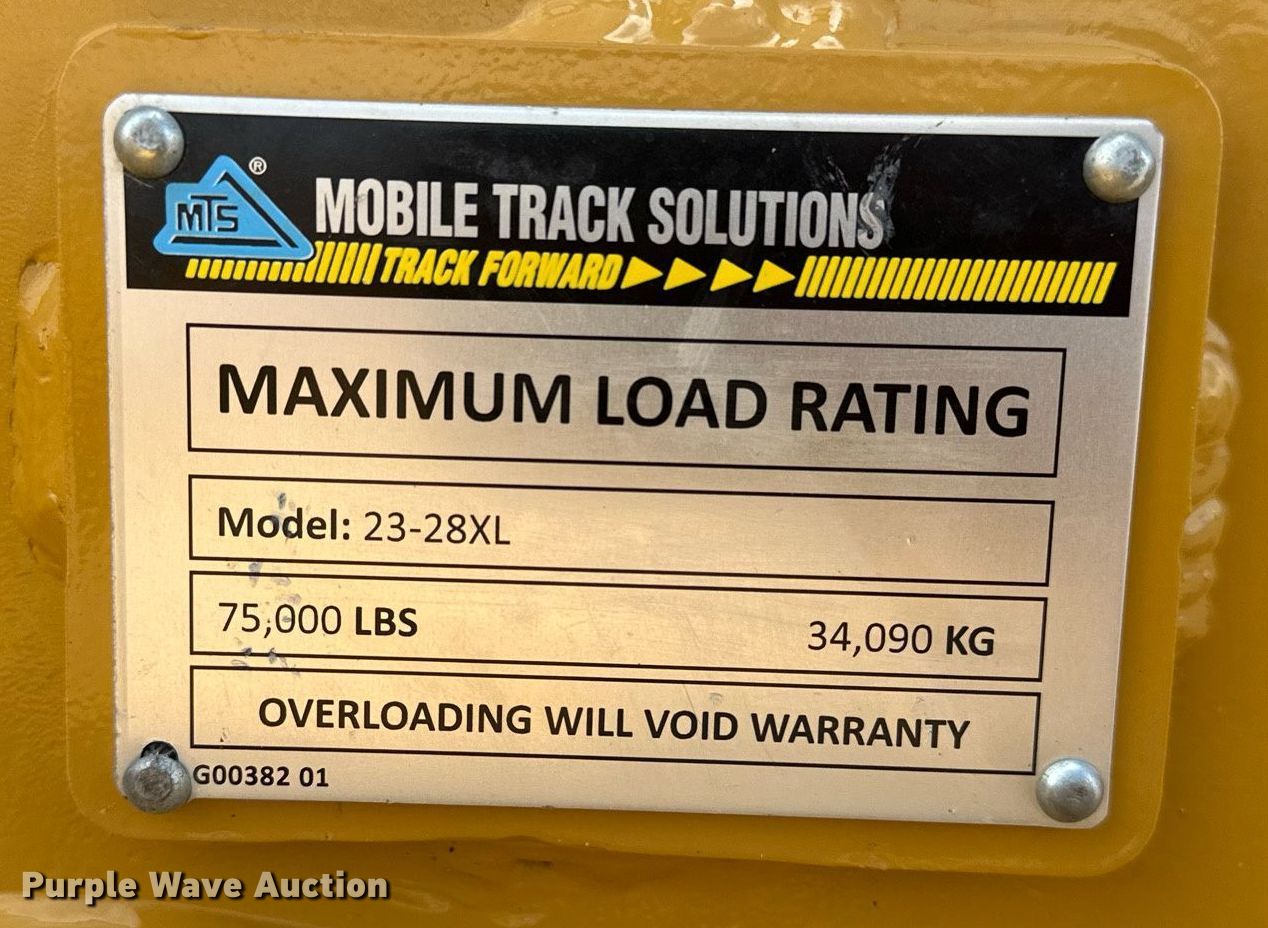 MTS ®
MOBILE TRACK SOLUTIONS
TRACK FORWARD
MAXIMUM LOAD RATING
Model: 23-28XL
75,000 LBS 34,090 KG
OVERLOADING WILL VOID WARRANTY
G00382 01
Purple Wave Auction